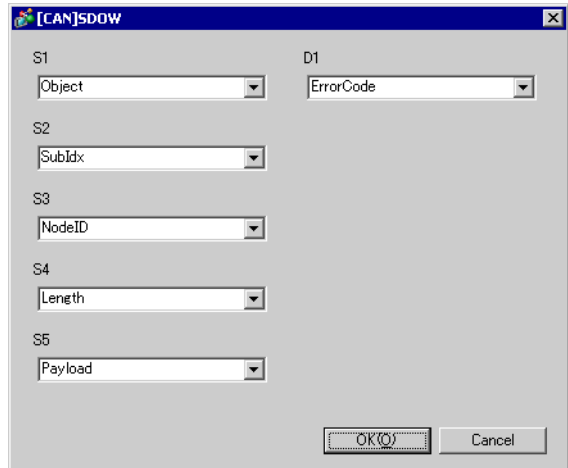 [CAN]SDOW
S1
D1
Object
ErrorCode
S2
SubIdx
S3
NodeID
S4
Length
S5
Payload
OK(O)
Cancel